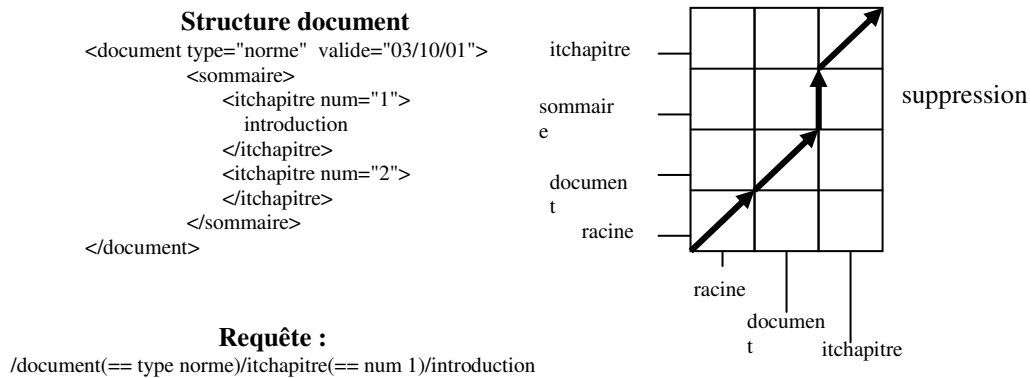 Structure document
<document type="norme" valide="03/10/01">
<sommaire>
<itchapitre num="1">
introduction
</itchapitre>
<itchapitre num="2">
</itchapitre>
</sommaire>
</document>
Requête :
/document(== type norme)/itchapitre(== num 1)/introduction
itchapitre
sommair
e
documen
t
racine
suppression
racine
documen
t
itchapitre